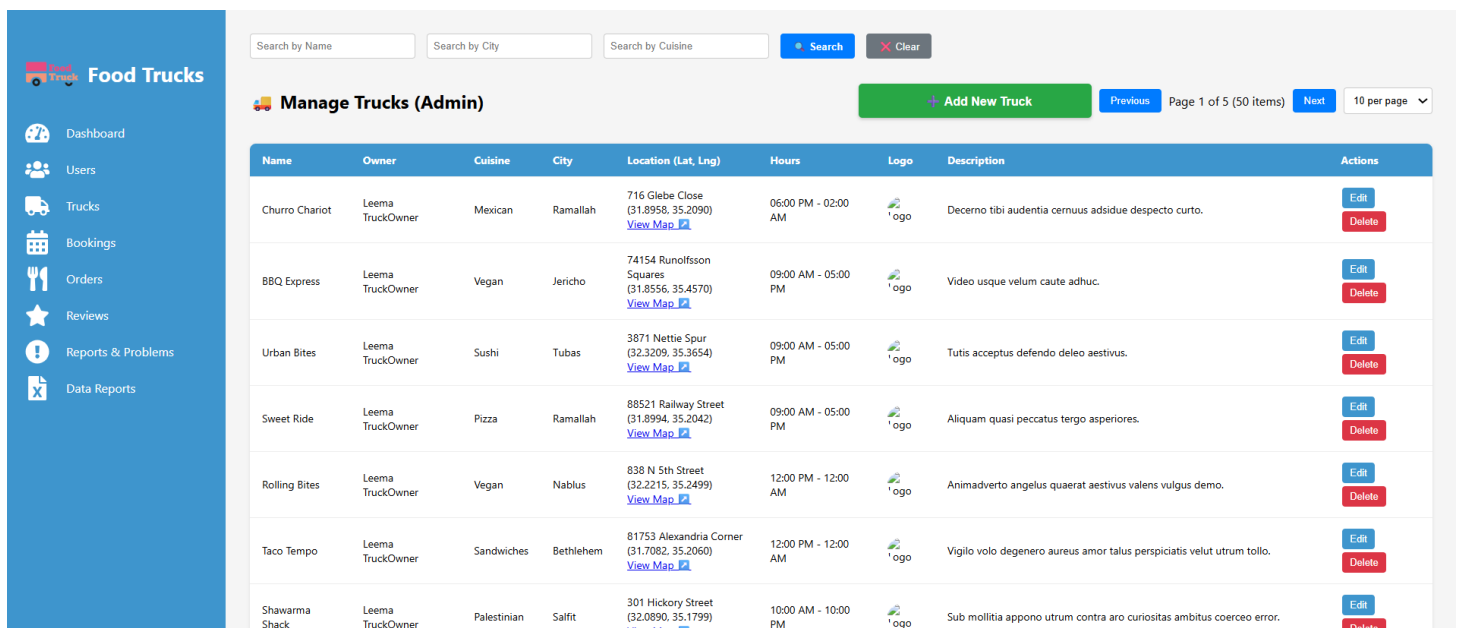 Food
Truck
Food Trucks
Dashboard
Users
Trucks
Bookings
Orders
Reviews
Reports & Problems
Data Reports
Search by Name
Search by City
Search by Cuisine
Search
Clear
Manage Trucks (Admin)
Add New Truck
Previous
Page 1 of 5 (50 items)
Next
10 per page
Name Owner Cuisine City Location (Lat, Lng) Hours Logo Description Actions
Churro Chariot
Leema
TruckOwner
Mexican
Ramallah
716 Glebe Close
(31.8958, 35.2090)
View Map
06:00 PM - 02:00
AM
Decerno tibi audentia cernuus adsidue despecto curto.
Edit
Delete
BBQ Express
Leema
TruckOwner
Vegan
Jericho
74154 Runolfsson
Squares
(31.8556, 35.4570)
View Map
09:00 AM - 05:00
PM
Video usque velum caute adhuc.
Edit
Delete
Urban Bites
Leema
TruckOwner
Sushi
Tubas
3871 Nettie Spur
(32.3209, 35.3654)
View Map
09:00 AM - 05:00
PM
Tutis acceptus defendo deleo aestivus.
Edit
Delete
Sweet Ride
Leema
TruckOwner
Pizza
Ramallah
88521 Railway Street
(31.8994, 35.2042)
View Map
09:00 AM - 05:00
PM
Aliquam quasi peccatus tergo asperiores.
Edit
Delete
Rolling Bites
Leema
TruckOwner
Vegan
Nablus
838 N 5th Street
(32.2215, 35.2499)
View Map
12:00 PM - 12:00
AM
Animadverto angelus quaerat aestivus valens vulgus demo.
Edit
Delete
Taco Tempo
Leema
TruckOwner
Sandwiches
Bethlehem
81753 Alexandria Corner
(31.7082, 35.2060)
View Map
12:00 PM - 12:00
AM
Vigilo volo degenero aureus amor talus perspiciatis velut utrum tollo.
Edit
Delete
Shawarma
Shack
Leema
TruckOwner
Palestinian
Salfit
301 Hickory Street
(32.0890, 35.1799)
10:00 AM - 10:00
PM
Sub mollitia appono utrum contra aro curiositas ambitus coerceo error.
Edit
Delete